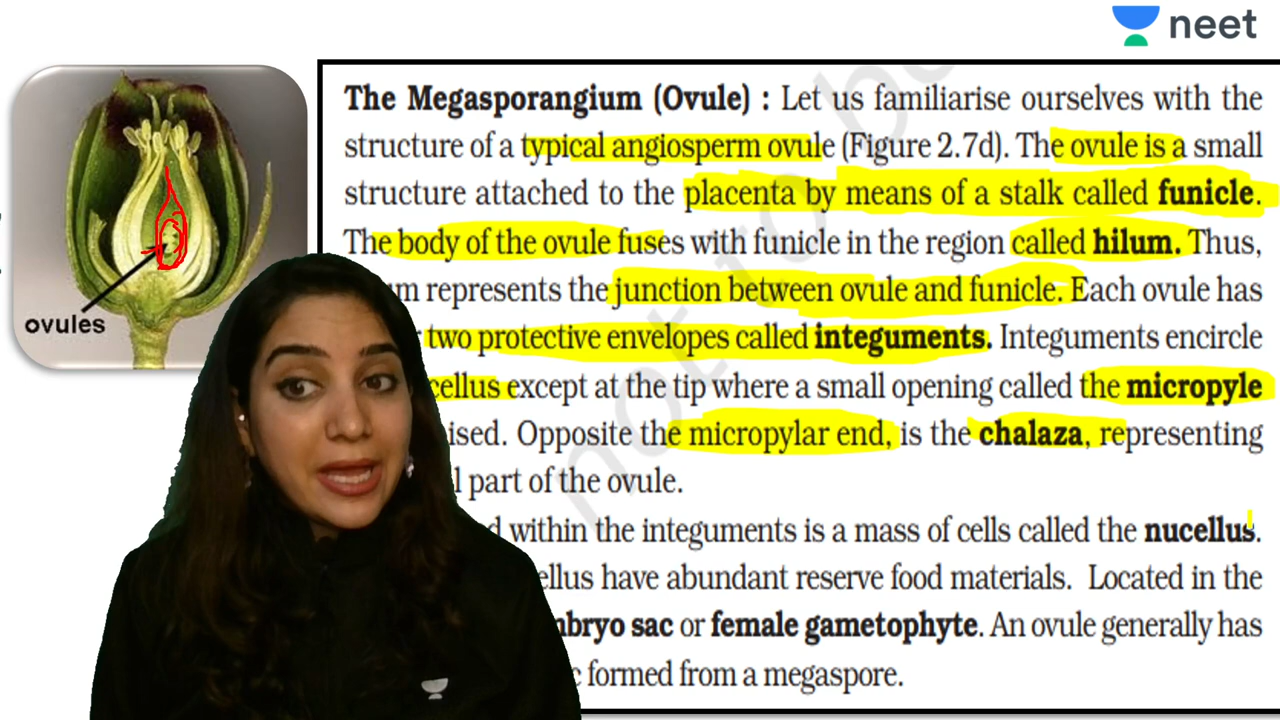 neet
The Megasporangium (Ovule) : Let us familiarise ourselves with the
structure of a typical angiosperm ovule (Figure 2.7d). The ovule is a small
structure attached to the placenta by means of a stalk called funicle.
The body of the ovule fuses with funicle in the region called hilum. Thus,
represents the junction between ovule and funicle. Each ovule has
two protective envelopes called integuments. Integuments encircle
except at the tip where a small opening called the micropyle
Opposite the micropylar end, is the chalaza, representing
part of the ovule.
within the integuments is a mass of cells called the nucellus.
have abundant reserve food materials. Located in the
sac or female gametophyte. An ovule generally has
formed from a megaspore.
ovules
not to b